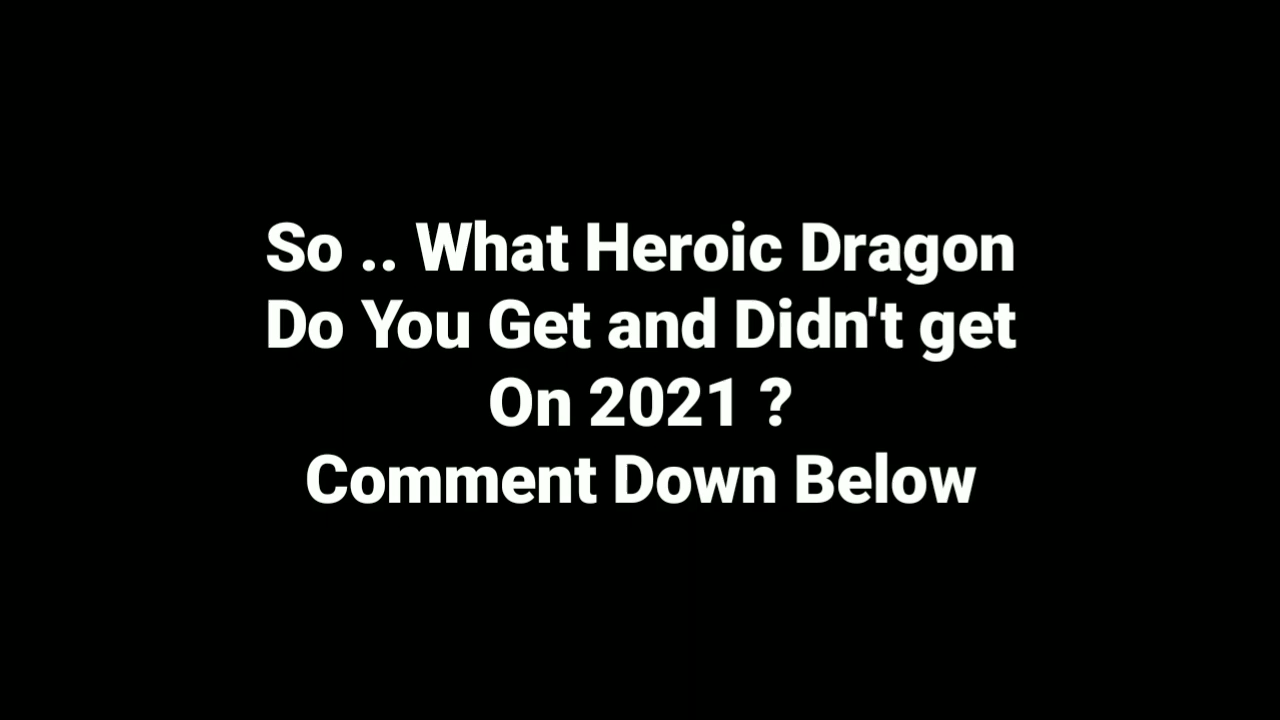 So .. What Heroic Dragon
Do You Get and Didn't get
On 2021 ?
Comment Down Below